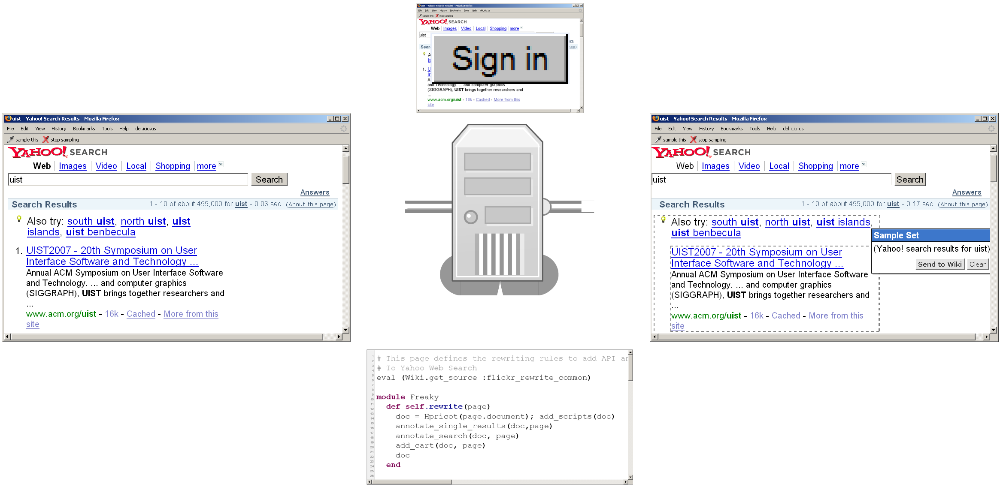 uist - Yahoo! Search Results - Mozilla Firefox
File Edit View History Bookmarks Tools Help del.icio.us
sample this stop sampling
YAHOO! SEARCH
Web Images Video Local Shopping more
uist
Sign in
1.
and Technology. ... and computer graphics
(SIGGRAPH), UIST brings together researchers and
...
www.acm.org/uist - 16k - Cached - More from this
site
uist - Yahoo! Search Results - Mozilla Firefox
File Edit View History Bookmarks Tools Help del.icio.us
sample this stop sampling
YAHOO! SEARCH
Web Images Video Local Shopping more
uist Search
Answers
Search Results 1 - 10 of about 455,000 for uist - 0.03 sec. (About this page)
Also try: south uist, north uist, uist
islands, uist benbecula
1. UIST2007 - 20th Symposium on User
Interface Software and Technology ...
Annual ACM Symposium on User Interface Software
and Technology. ... and computer graphics
(SIGGRAPH), UIST brings together researchers and
...
www.acm.org/uist - 16k - Cached - More from this
site
uist - Yahoo! Search Results - Mozilla Firefox
File Edit View History Bookmarks Tools Help del.icio.us
sample this stop sampling
YAHOO! SEARCH
Web Images Video Local Shopping more
uist Search
Answers
Search Results 1 - 10 of about 455,000 for uist - 0.17 sec. (About this page)
Also try: south uist, north uist, uist islands,
uist benbecula
Sample Set
(Yahoo! search results for uist)
Send to Wiki Clear
UIST2007 - 20th Symposium on User
Interface Software and Technology ...
Annual ACM Symposium on User Interface Software
and Technology. ... and computer graphics
(SIGGRAPH), UIST brings together researchers and
...
www.acm.org/uist - 16k - Cached - More from this
site
# This page defines the rewriting rules to add API
# To Yahoo Web Search
eval (Wiki.get_source :flickr_rewrite_common)
module Freaky
def self.rewrite(page)
doc = Hpricot(page.document); add_scripts(doc)
annotate_single_results(doc,page)
annotate_search(doc, page)
add_cart(doc, page)
doc
end